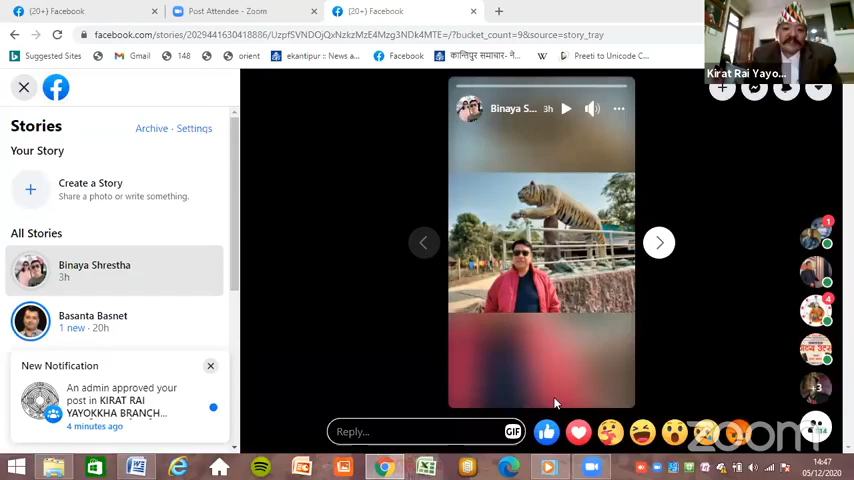 (20+) Facebook
Post Attendee - Zoom
(20+) Facebook
facebook.com/stories/2029441630418886/UzpfSVNDOjQxNzkzMzE4Mzg3NDk4MTE=/?bucket_count=9&source=story_tray
Suggested Sites
Gmail
148
orient
ekantipur :: News
Facebook
कान्तिपुर समाचार- ने...
Preeti to Unicode C...
Kirat Rai Yayo...
Stories
Archive · Settings
Your Story
Create a Story
Share a photo or write something.
All Stories
Binaya Shrestha
3h
Basanta Basnet
1 new · 20h
New Notification
An admin approved your
post in KIRAT RAI
YAYOKKHA BRANCH...
4 minutes ago
Binaya S... 3h
Reply...
GIF
1
4
+3
zoom
14:47
05/12/2020